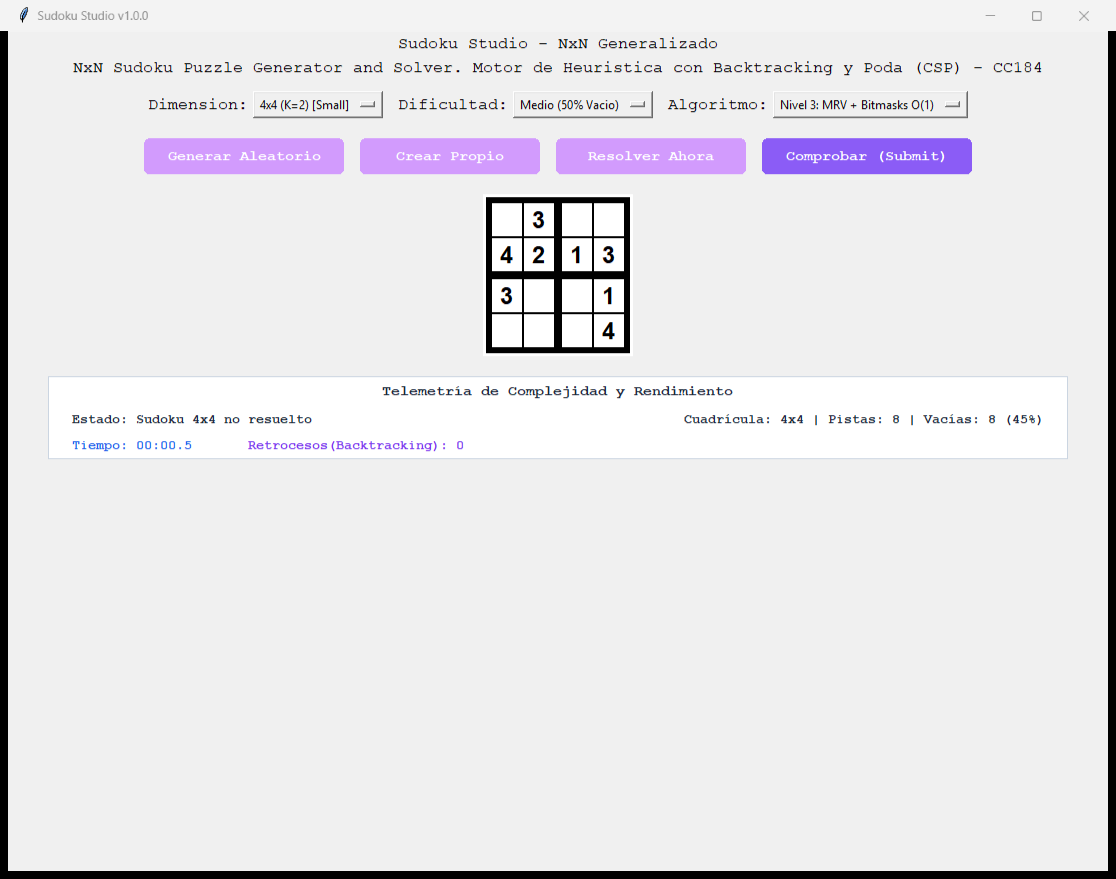 Sudoku Studio v1.0.0
Sudoku Studio - NxN Generalizado
NxN Sudoku Puzzle Generator and Solver. Motor de Heuristica con Backtracking y Poda (CSP) - CC184
Dimension: 4x4 (K=2) [Small] Dificultad: Medio (50% Vacio) Algoritmo: Nivel 3: MRV + Bitmasks O(1)
Generar Aleatorio Crear Propio Resolver Ahora Comprobar (Submit)
3
4 2 1 3
3 1
4
Telemetría de Complejidad y Rendimiento
Estado: Sudoku 4x4 no resuelto Cuadrícula: 4x4 | Pistas: 8 | Vacías: 8 (45%)
Tiempo: 00:00.5 Retrocesos(Backtracking): 0